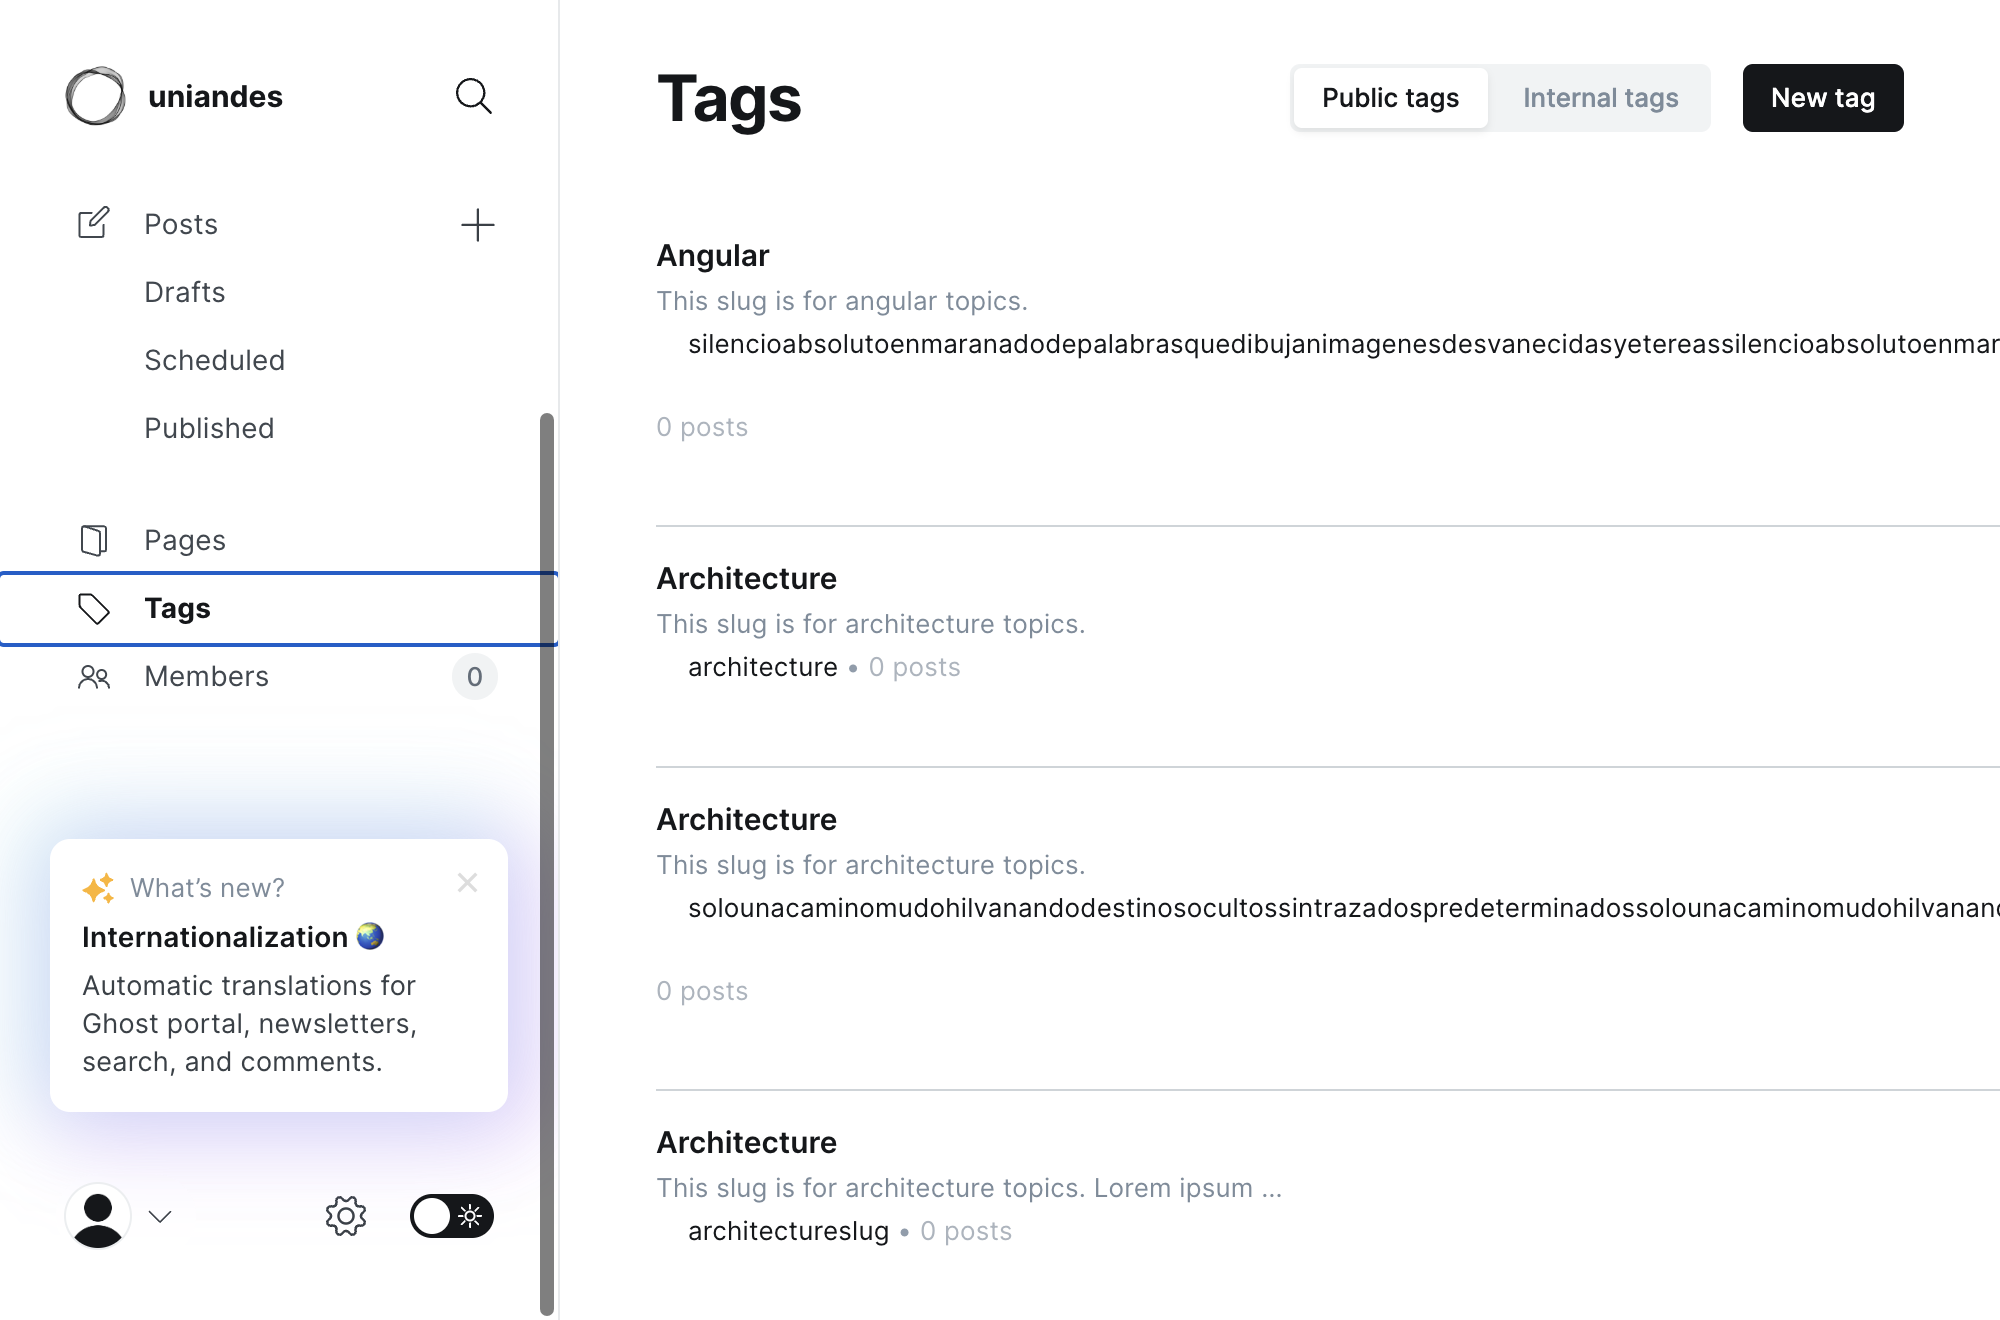 uniandes
Posts
Drafts
Scheduled
Published
Pages
Tags
Members 0
What's new?
Internationalization
Automatic translations for
Ghost portal, newsletters,
search, and comments.
Tags
Public tags
Internal tags
New tag
Angular
This slug is for angular topics.
silencioabsolutoenmaranadodepalabrasquedibujanimagenesdesvanecidasyetereassilencioabsolutoenmar
0 posts
Architecture
This slug is for architecture topics.
architecture • 0 posts
Architecture
This slug is for architecture topics.
solounacaminomudohilvanandodestinosocultossintrazadospredeterminadossolounacaminomudohilvanand
0 posts
Architecture
This slug is for architecture topics. Lorem ipsum ...
architectureslug • 0 posts